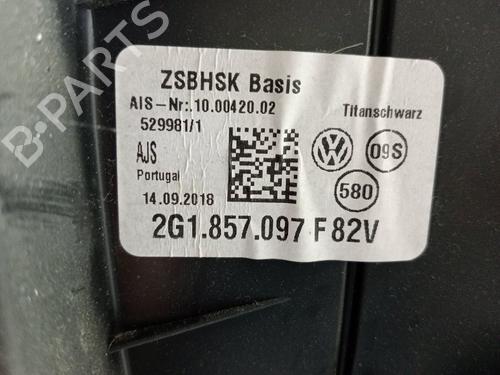 ZSBHSK Basis
AIS-Nr:.10.00420.02
Titanschwarz
529981/1
AJS
Portugal
14.09.2018
09S
580
2G1.857.097 F 82V
B-PARTS